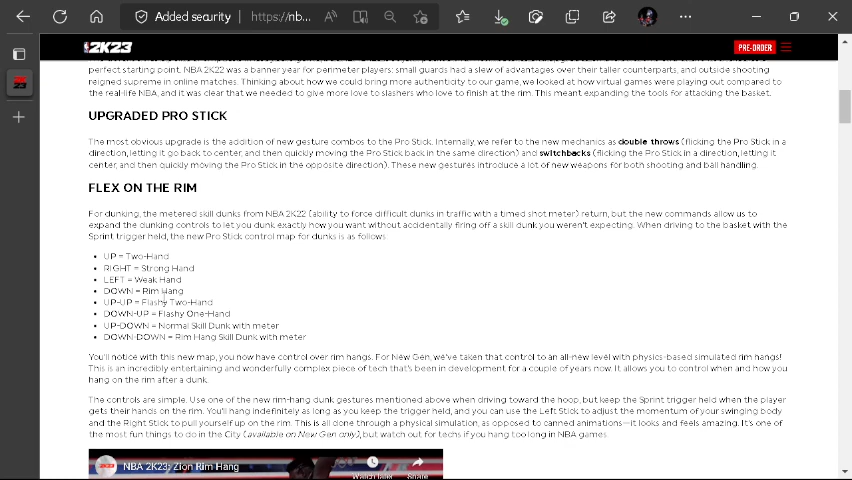 Added security
https://nb...
2K23
PRE-ORDER
perfect starting point. NBA 2K22 was a banner year for perimeter players; small guards had a slew of advantages over their taller counterparts, and outside shooting
reigned supreme in online matches. Thinking about how we could bring more authenticity to our game, we looked at how virtual games were playing out compared to
the real-life NBA, and it was clear that we needed to give more love to slashers who love to finish at the rim. This meant expanding the tools for attacking the basket.
UPGRADED PRO STICK
The most obvious upgrade is the addition of new gesture combos to the Pro Stick. Internally, we refer to the new mechanics as double throws (flicking the Pro Stick in a
direction, letting it go back to center, and then quickly moving the Pro Stick back in the same direction) and switchbacks (flicking the Pro Stick in a direction, letting it
center, and then quickly moving the Pro Stick in the opposite direction). These new gestures introduce a lot of new weapons for both shooting and ball handling.
FLEX ON THE RIM
For dunking, the metered skill dunks from NBA 2K22 (ability to force difficult dunks in traffic with a timed shot meter) return, but the new commands allow us to
expand the dunking controls to let you dunk exactly how you want without accidentally firing off a skill dunk you weren't expecting. When driving to the basket with the
Sprint trigger held, the new Pro Stick control map for dunks is as follows:
• UP = Two-Hand
• RIGHT = Strong Hand
• LEFT = Weak Hand
• DOWN = Rim Hang
• UP-UP = Flashy Two-Hand
• DOWN-UP = Flashy One-Hand
• UP-DOWN = Normal Skill Dunk with meter
• DOWN-DOWN = Rim Hang Skill Dunk with meter
You'll notice with this new map, you now have control over rim hangs. For New Gen, we've taken that control to an all-new level with physics-based simulated rim hangs!
This is an incredibly entertaining and wonderfully complex piece of tech that's been in development for a couple of years now. It allows you to control when and how you
hang on the rim after a dunk.
The controls are simple. Use one of the new rim-hang dunk gestures mentioned above when driving toward the hoop, but keep the Sprint trigger held when the player
gets their hands on the rim. You'll hang indefinitely as long as you keep the trigger held, and you can use the Left Stick to adjust the momentum of your swinging body
and the Right Stick to pull yourself up on the rim. This is all done through a physical simulation, as opposed to canned animations—it looks and feels amazing. It's one of
the most fun things to do in the City (available on New Gen only), but watch out for techs if you hang too long in NBA games.
NBA 2K23: Zion Rim Hang